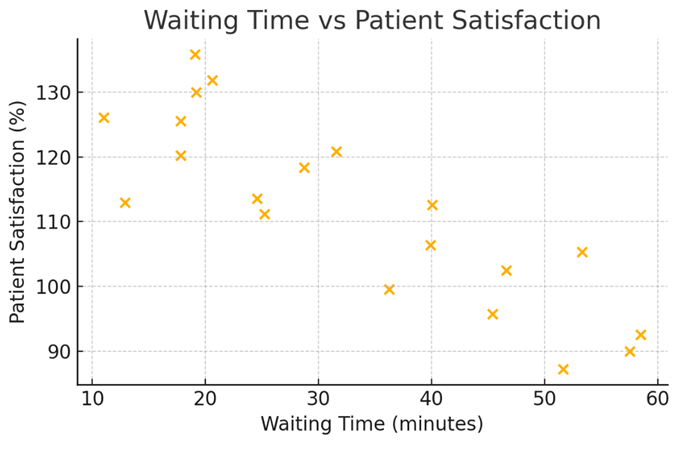 Waiting Time vs Patient Satisfaction
Patient Satisfaction (%)
130
120
110
100
90
10 20 30 40 50 60
Waiting Time (minutes)